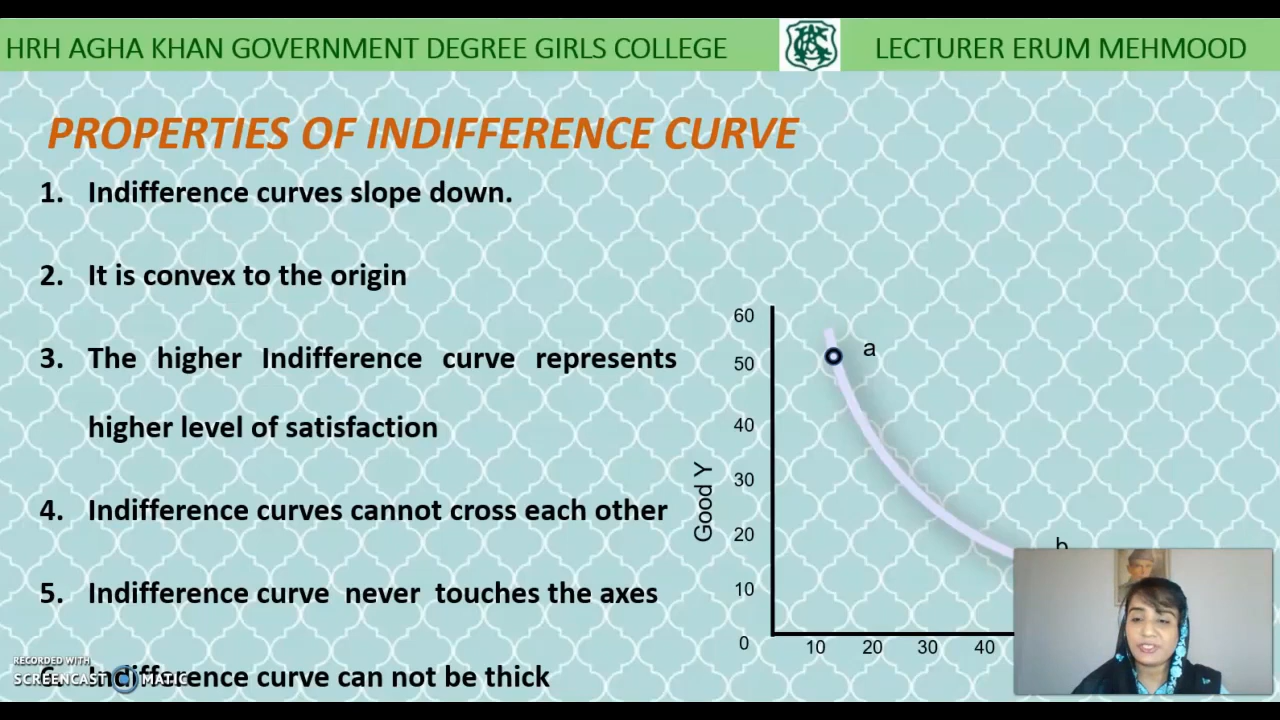 HRH AGHA KHAN GOVERNMENT DEGREE GIRLS COLLEGE
LECTURER ERUM MEHMOOD
PROPERTIES OF INDIFFERENCE CURVE
1. Indifference curves slope down.
2. It is convex to the origin
3. The higher Indifference curve represents
higher level of satisfaction
4. Indifference curves cannot cross each other
5. Indifference curve never touches the axes
6. Indifference curve can not be thick
60
50
40
30
20
10
0
Good Y
a
b
10 20 30 40
RECORDED WITH
SCREENCAST MATIC